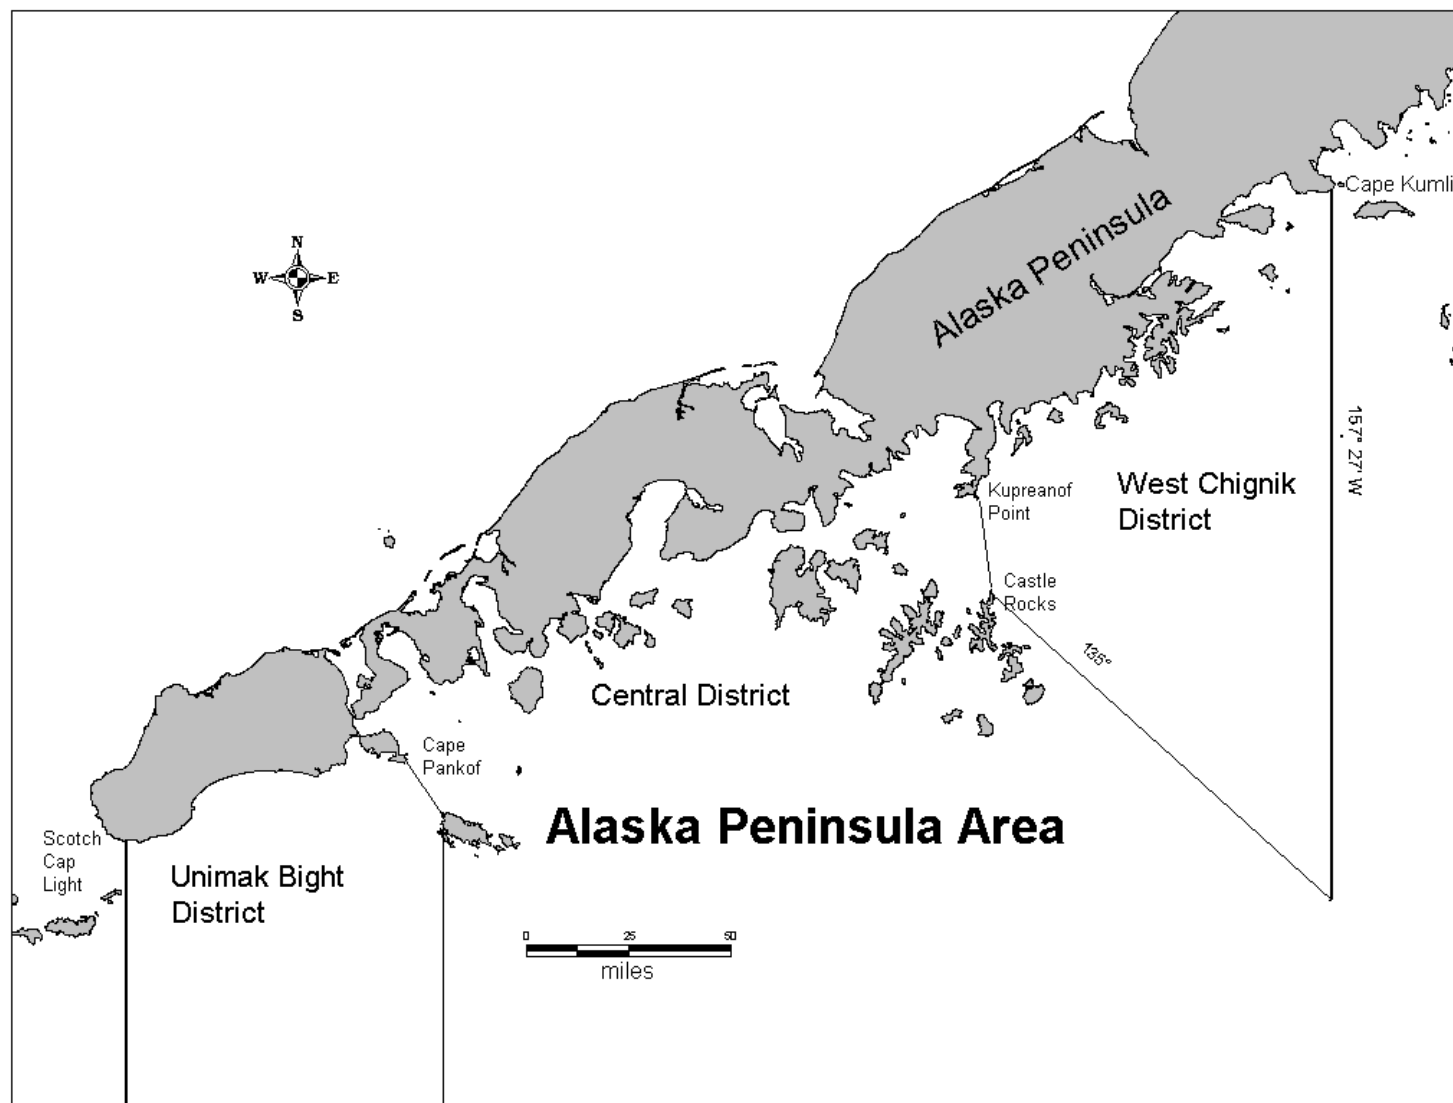 Cape Kumli
Alaska Peninsula
N
W
E
S
157° 27' W
West Chignik
District
Kupreanof
Point
Castle
Rocks
135°
Central District
Cape
Pankof
Alaska Peninsula Area
Scotch
Cap
Light
Unimak Bight
District
0
25
50
miles